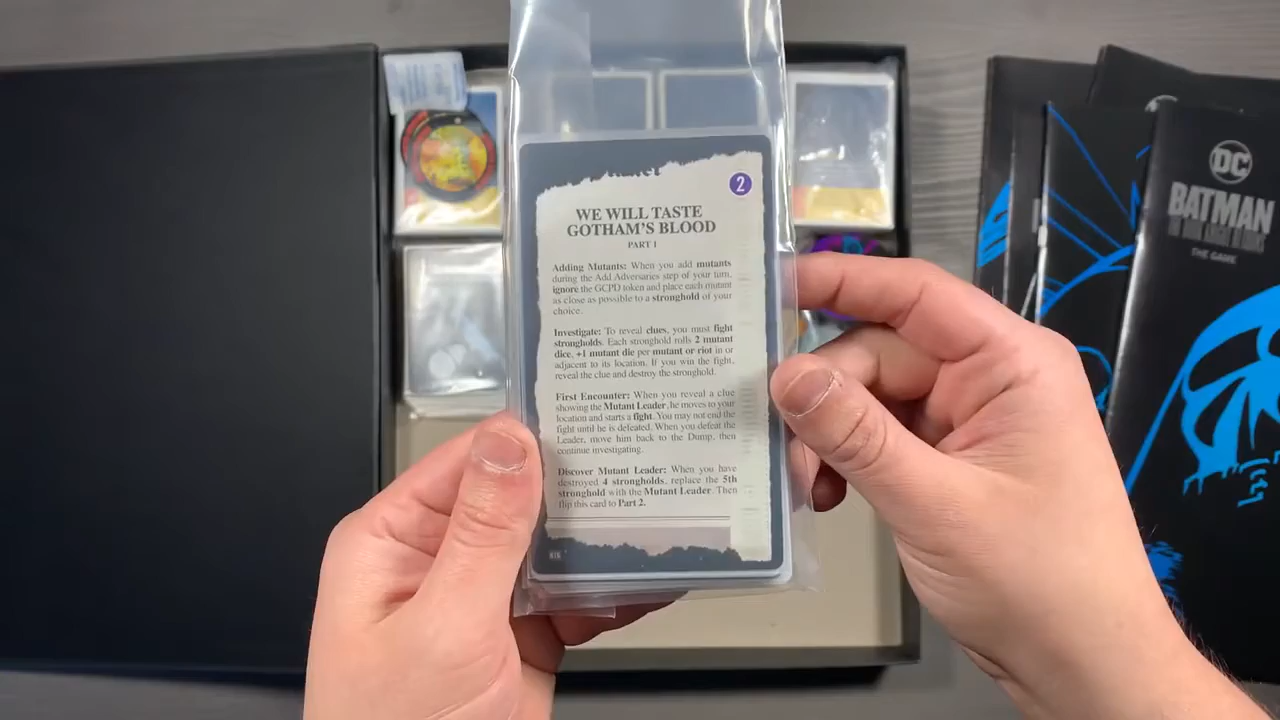 2
WE WILL TASTE
GOTHAM'S BLOOD
PART 1
Adding Mutants: When you add mutants
during the Add Adversaries step of your turn,
ignore the GCPD token and place each mutant
as close as possible to a stronghold of your
choice.
Investigate: To reveal clues, you must fight
strongholds. Each stronghold rolls 2 mutant
dice, +1 mutant die per mutant or riot in or
adjacent to its location. If you win the fight,
reveal the clue and destroy the stronghold.
First Encounter: When you reveal a clue
showing the Mutant Leader, he moves to your
location and starts a fight. You may not end the
fight until he is defeated. When you defeat the
Leader, move him back to the Dump, then
continue investigating.
Discover Mutant Leader: When you have
destroyed 4 strongholds, replace the 5th
stronghold with the Mutant Leader. Then
flip this card to Part 2.
DC
BATMAN
THE GAME